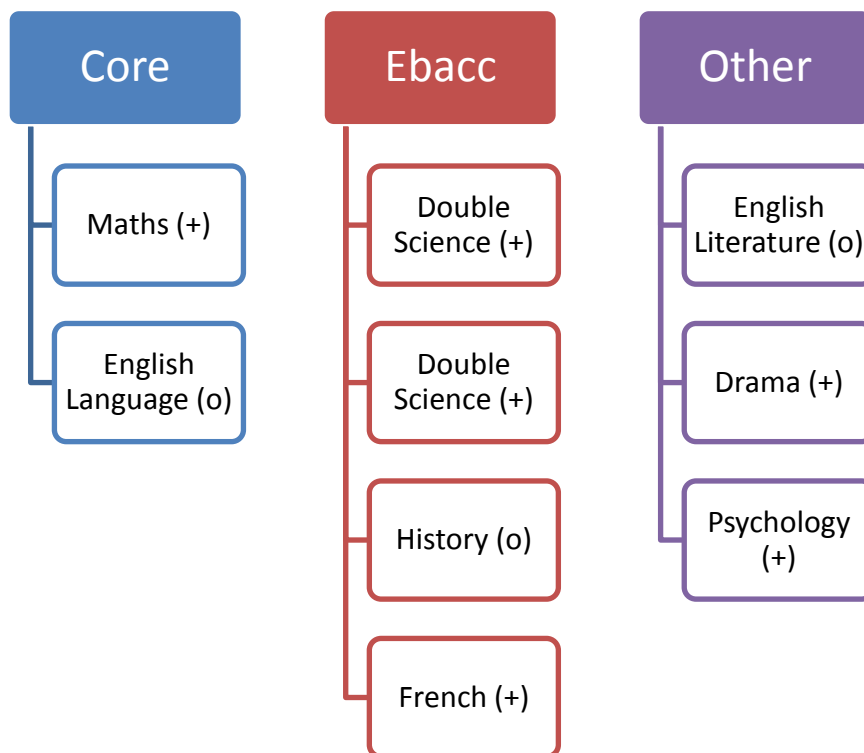 Core
Maths (+)
English
Language (o)
Ebacc
Double
Science (+)
Double
Science (+)
History (o)
French (+)
Other
English
Literature (o)
Drama (+)
Psychology
(+)